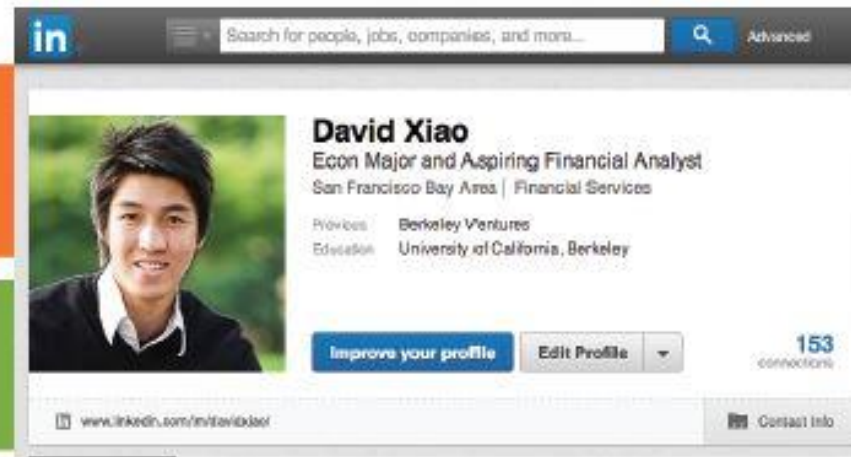 in
Search for people, jobs, companies, and more...
Advanced
David Xiao
Econ Major and Aspiring Financial Analyst
San Francisco Bay Area | Financial Services
Previous Berkeley Ventures
Education University of California, Berkeley
Improve your profile
Edit Profile
153
connections
in www.linkedin.com/in/davidxiao/
Contact Info